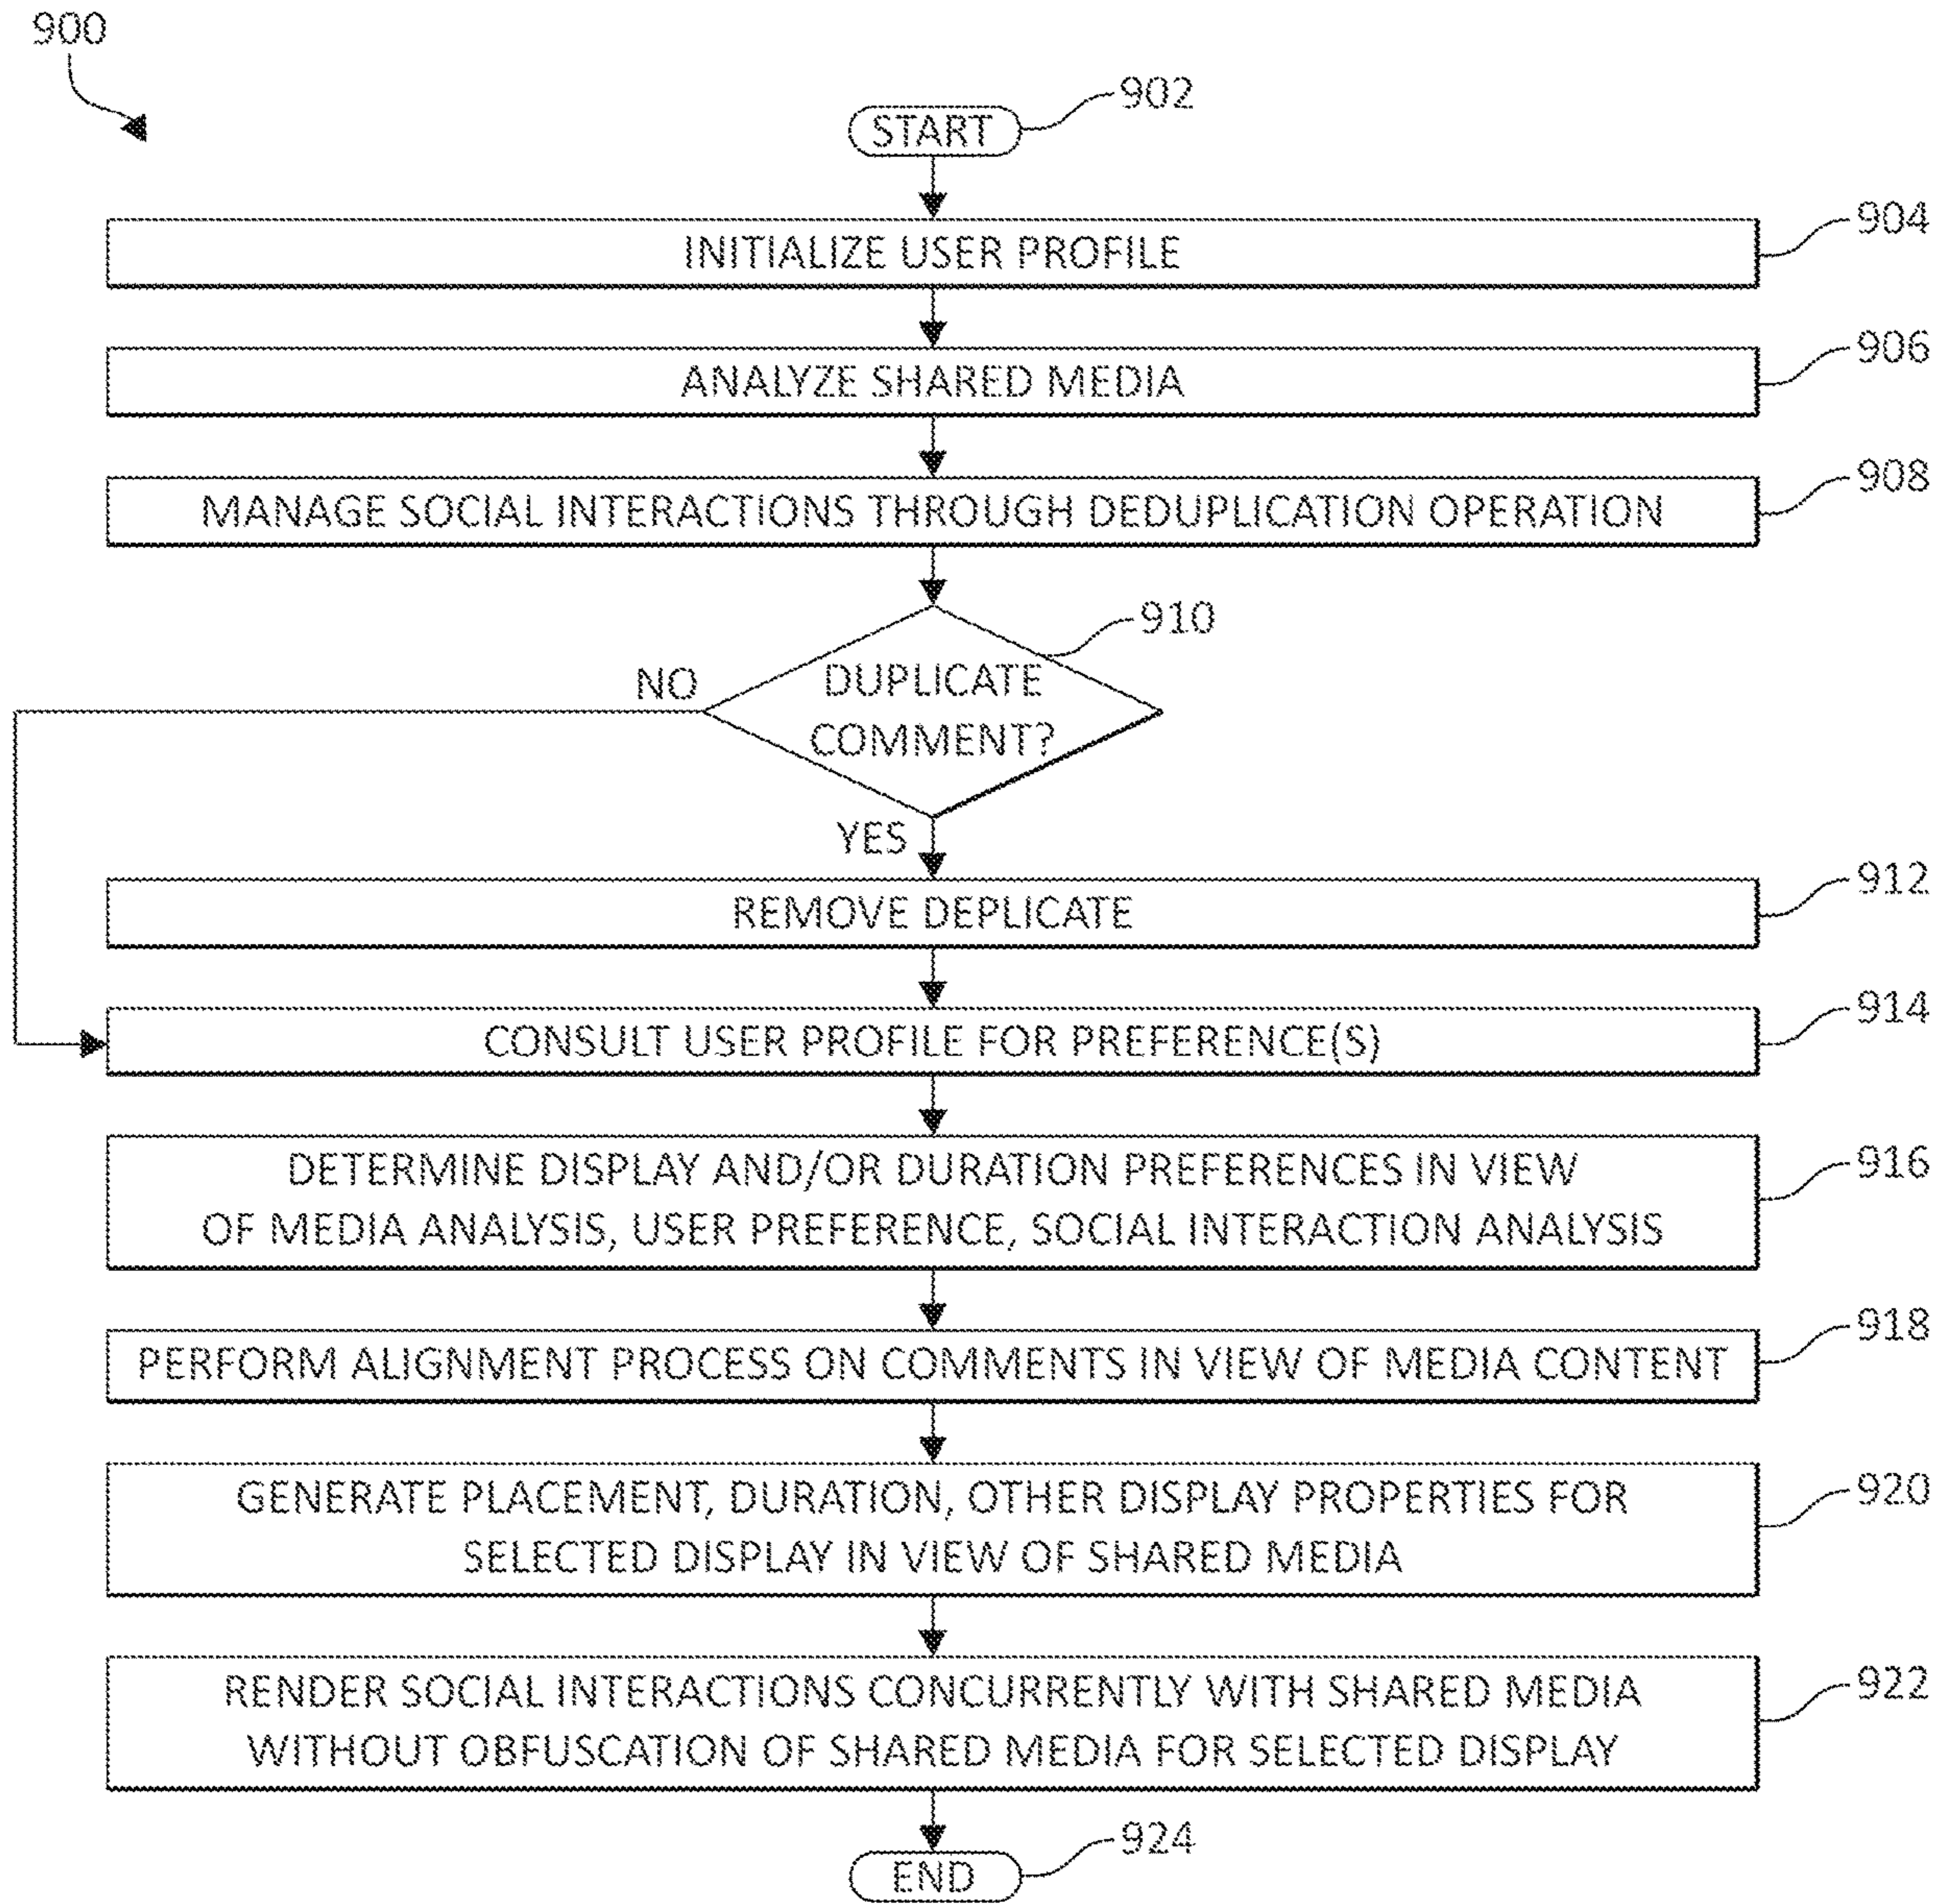 900
START
902
INITIALIZE USER PROFILE
904
ANALYZE SHARED MEDIA
906
MANAGE SOCIAL INTERACTIONS THROUGH DEDUPLICATION OPERATION
908
DUPLICATE
COMMENT?
910
NO
YES
REMOVE DEPLICATE
912
CONSULT USER PROFILE FOR PREFERENCE(S)
914
DETERMINE DISPLAY AND/OR DURATION PREFERENCES IN VIEW
OF MEDIA ANALYSIS, USER PREFERENCE, SOCIAL INTERACTION ANALYSIS
916
PERFORM ALIGNMENT PROCESS ON COMMENTS IN VIEW OF MEDIA CONTENT
918
GENERATE PLACEMENT, DURATION, OTHER DISPLAY PROPERTIES FOR
SELECTED DISPLAY IN VIEW OF SHARED MEDIA
920
RENDER SOCIAL INTERACTIONS CONCURRENTLY WITH SHARED MEDIA
WITHOUT OBFUSCATION OF SHARED MEDIA FOR SELECTED DISPLAY
922
END
924